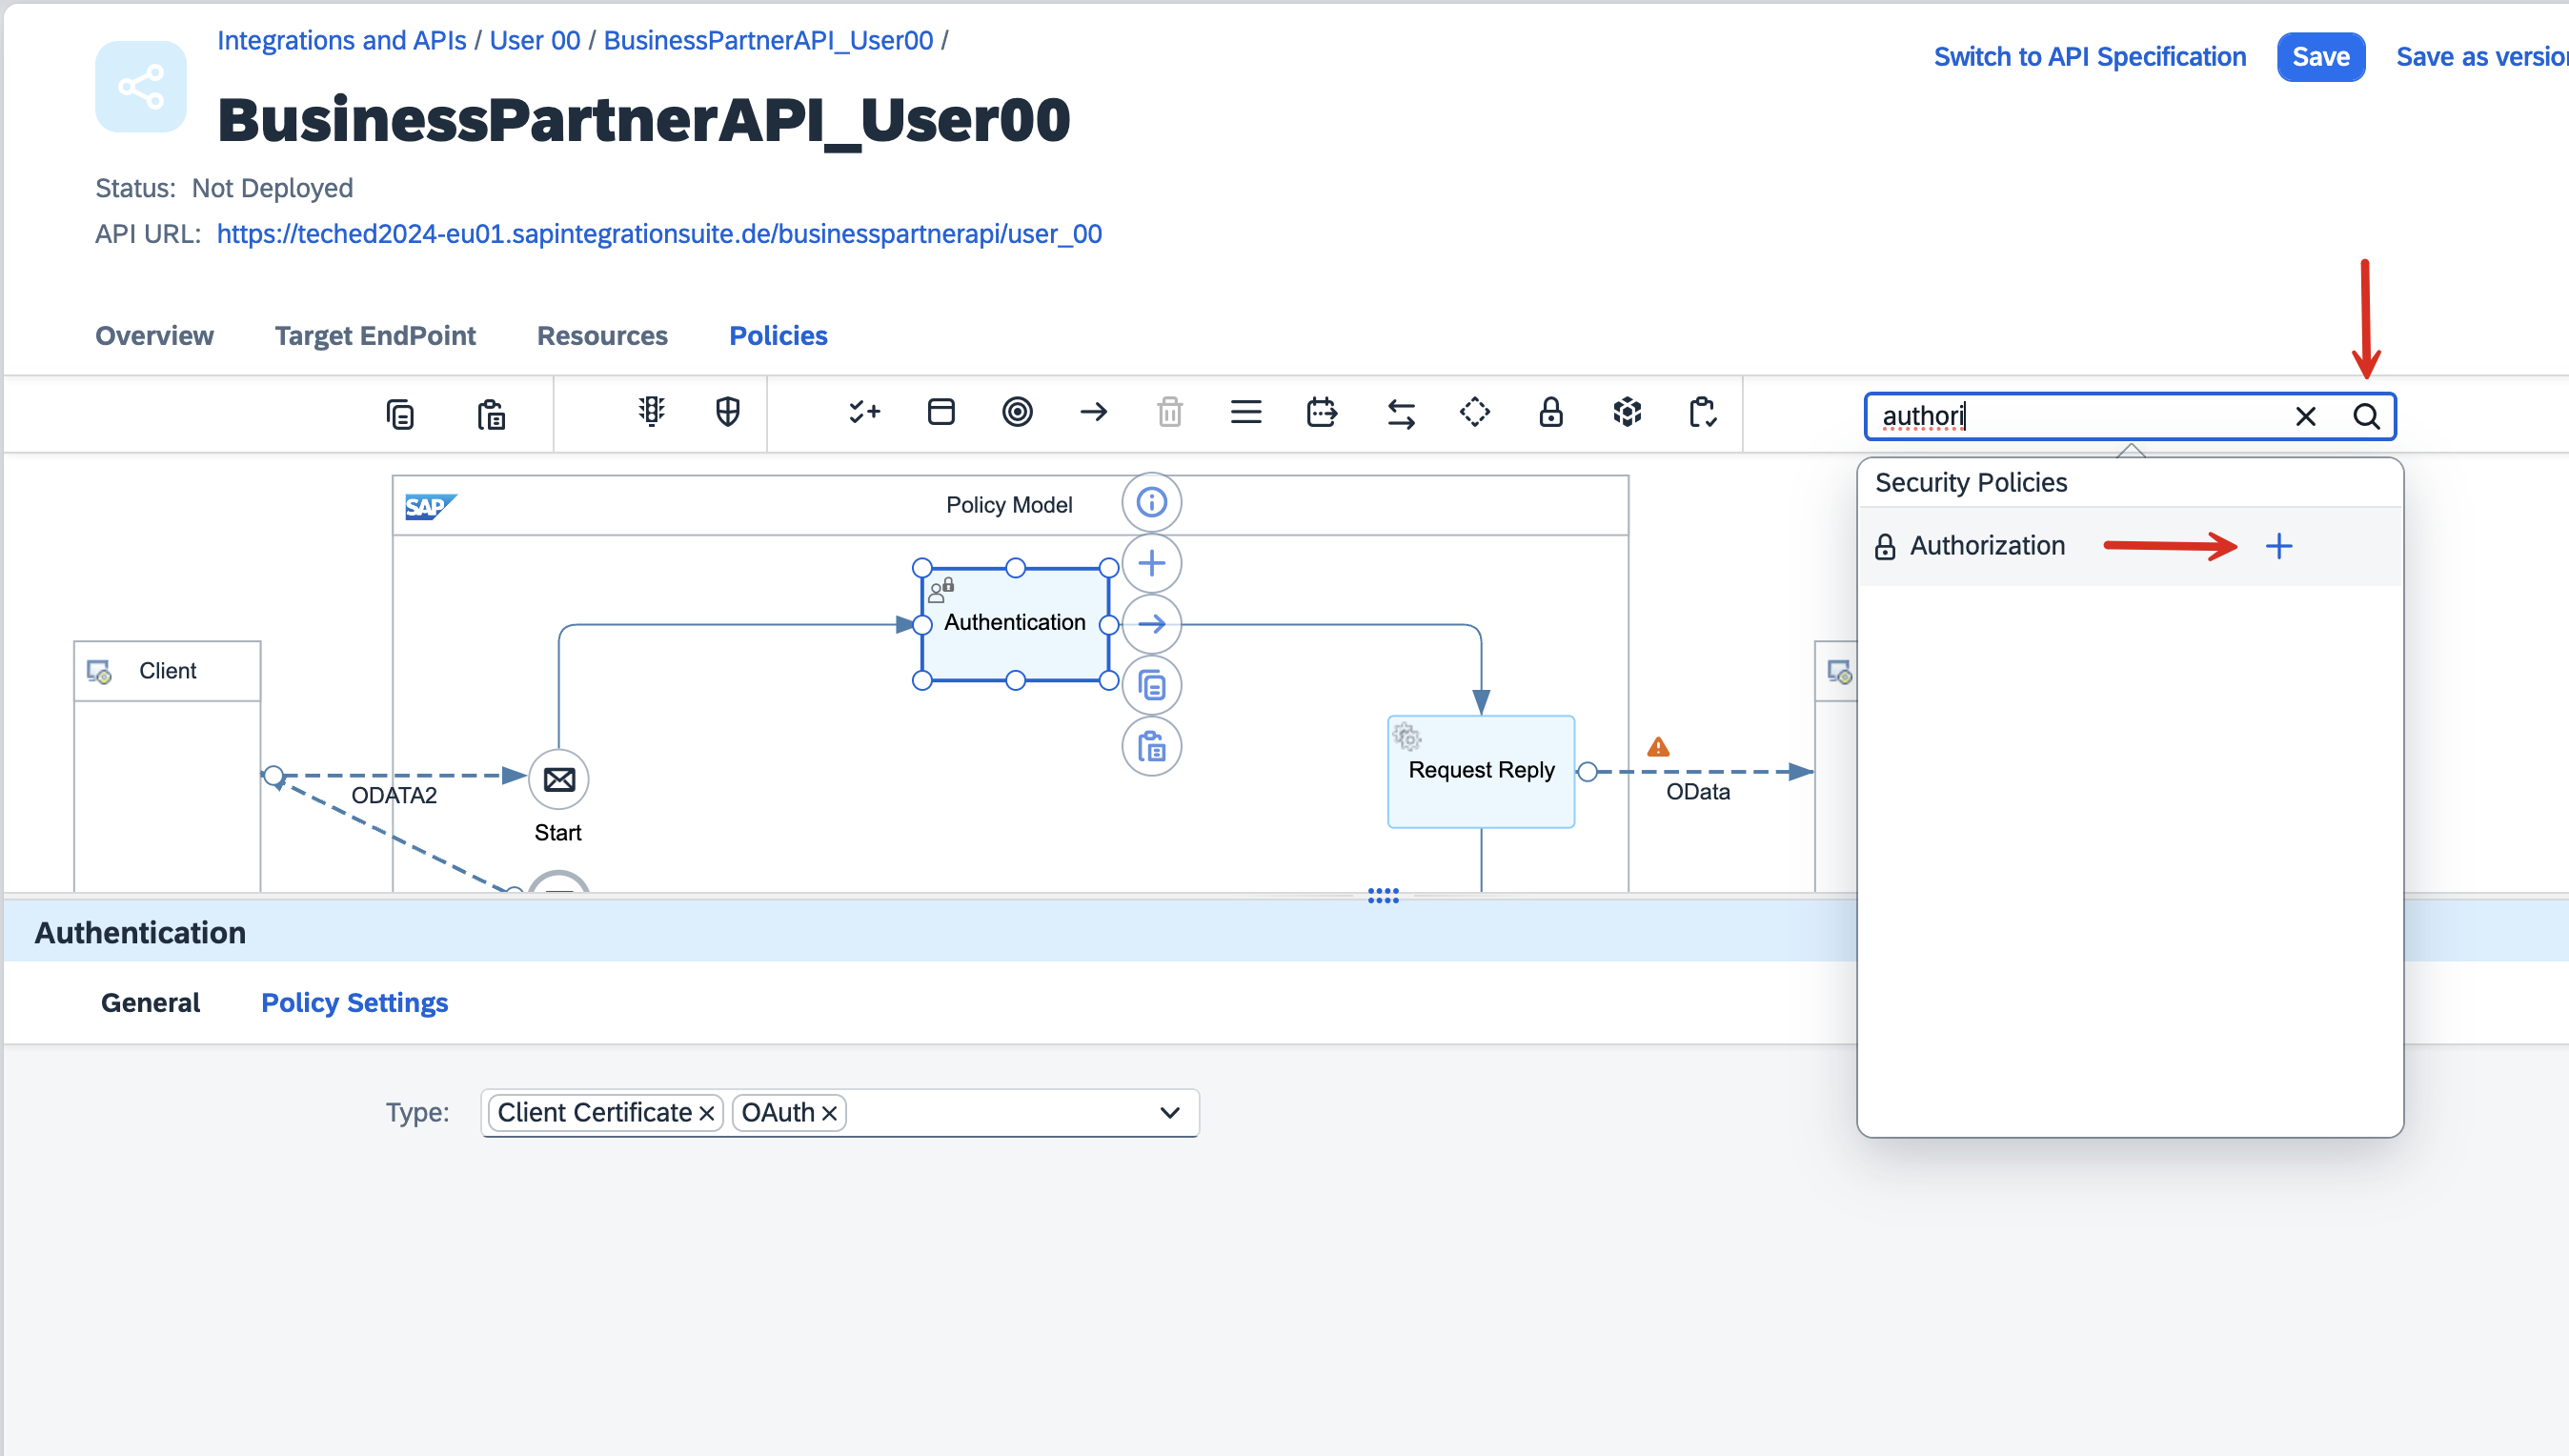 Integrations and APIs / User 00 / BusinessPartnerAPI_User00 /
Switch to API Specification
Save
Save as version
BusinessPartnerAPI_User00
Status: Not Deployed
API URL: https://teched2024-eu01.sapintegrationsuite.de/businesspartnerapi/user_00
Overview
Target EndPoint
Resources
Policies
authori
Security Policies
Authorization
SAP
Policy Model
Authentication
Client
ODATA2
Start
Request Reply
OData
Authentication
General
Policy Settings
Type:
Client Certificate
OAuth